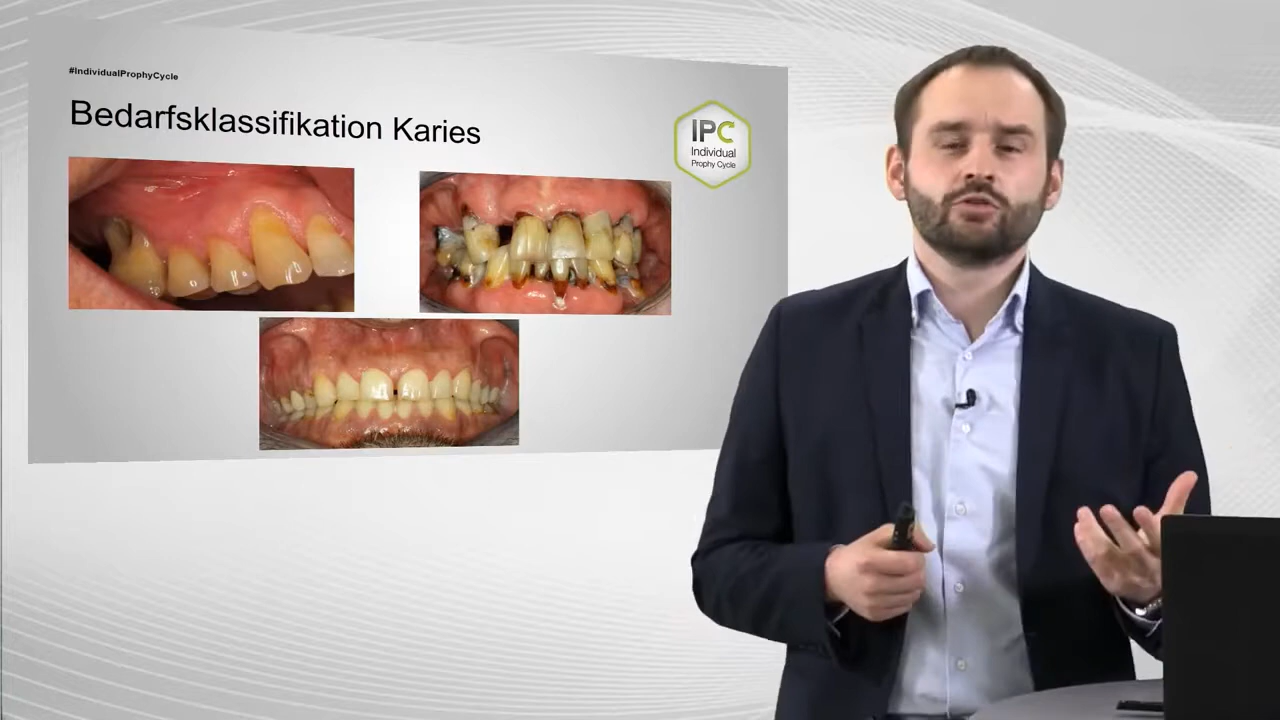 #IndividualProphyCycle
Bedarfsklassifikation Karies
IPC
Individual
Prophy Cycle